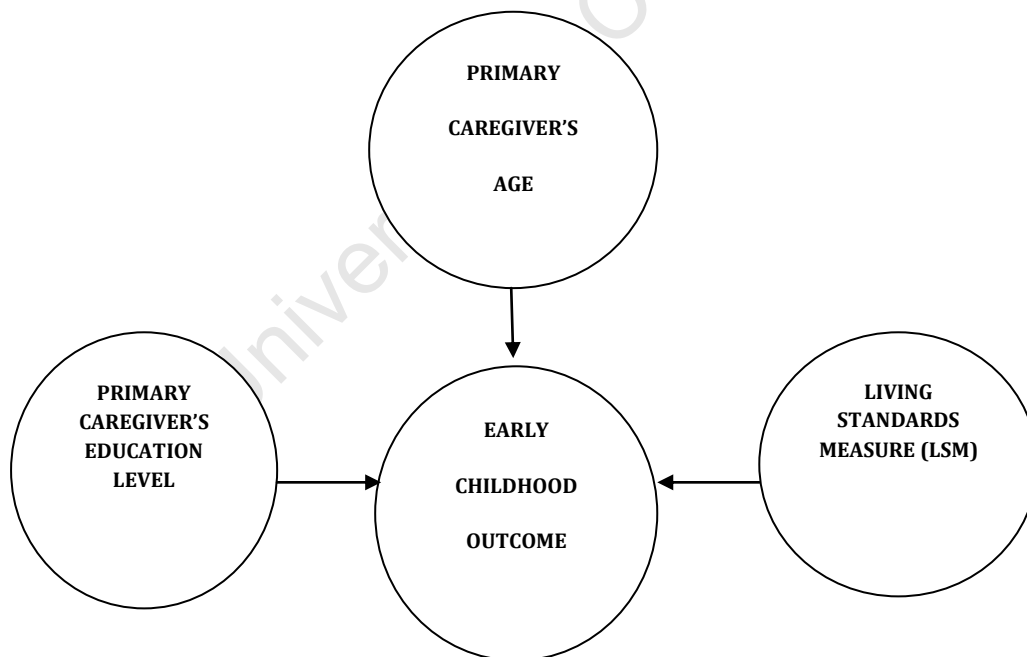 PRIMARY
CAREGIVER’S
AGE
PRIMARY
CAREGIVER’S
EDUCATION
LEVEL
EARLY
CHILDHOOD
OUTCOME
LIVING
STANDARDS
MEASURE (LSM)